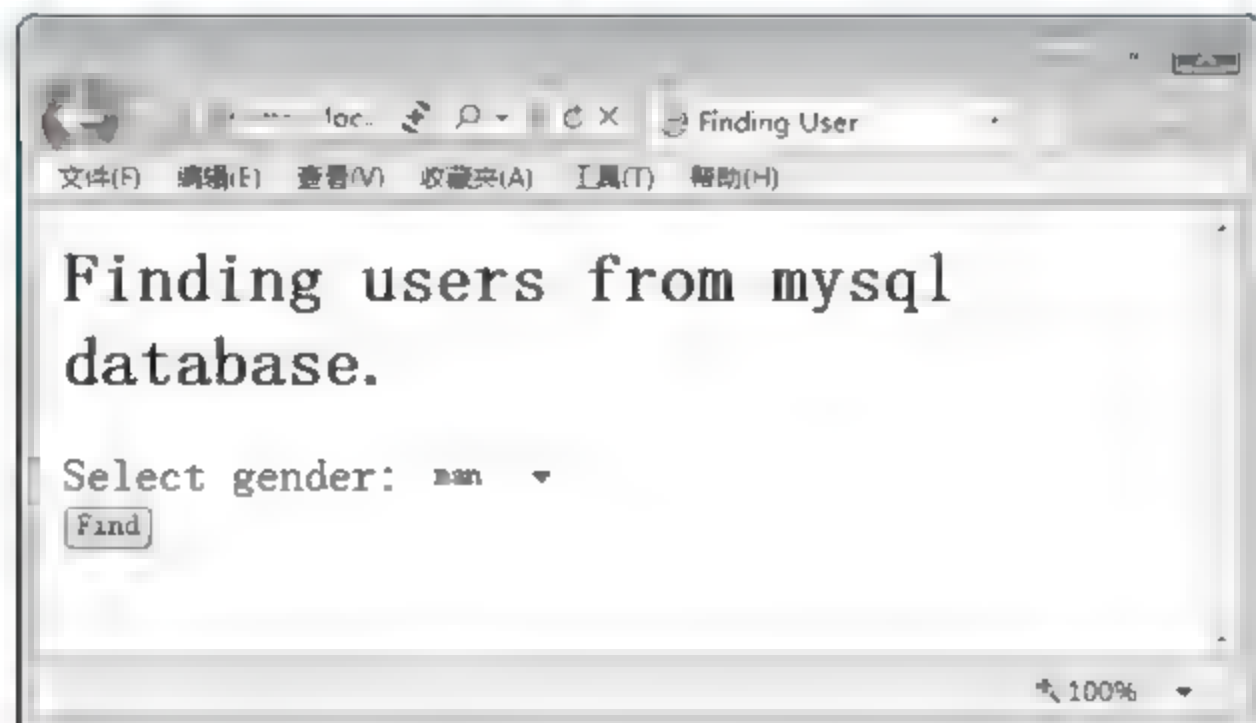 loc..
Finding User
文件(F) 编辑(E) 查看(V) 收藏夹(A) 工具(T) 帮助(H)
Finding users from mysql
database.
Select gender: man
Find
100%